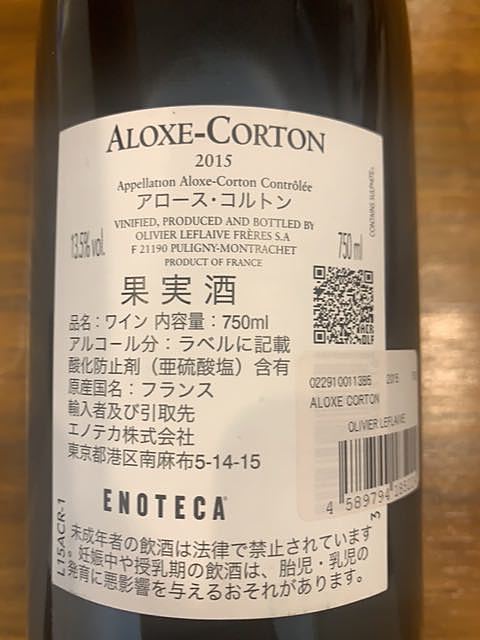 ALOXE-CORTON
2015
Appellation Aloxe-Corton Contrôlée
アロース・コルトン
VINIFIED, PRODUCED AND BOTTLED BY
OLIVIER LEFLAIVE FRÈRES S.A
F 21190 PULIGNY-MONTRACHET
PRODUCT OF FRANCE
13.5% vol.
750 ml
CONTAINS SULPHITES
果実酒
品名：ワイン 内容量：750ml
アルコール分：ラベルに記載
酸化防止剤（亜硫酸塩）含有
原産国名：フランス
輸入者及び引取先
エノテカ株式会社
東京都港区南麻布5-14-15
ACR
OLF
0229100113B5 2015
ALOXE CORTON
OLIVIER LEFLAIVE
4 589794
ENOTECA
L15ACR-1
未成年者の飲酒は法律で禁止されています
。妊娠中や授乳期の飲酒は、胎児・乳児の
発育に悪影響を与えるおそれがあります。